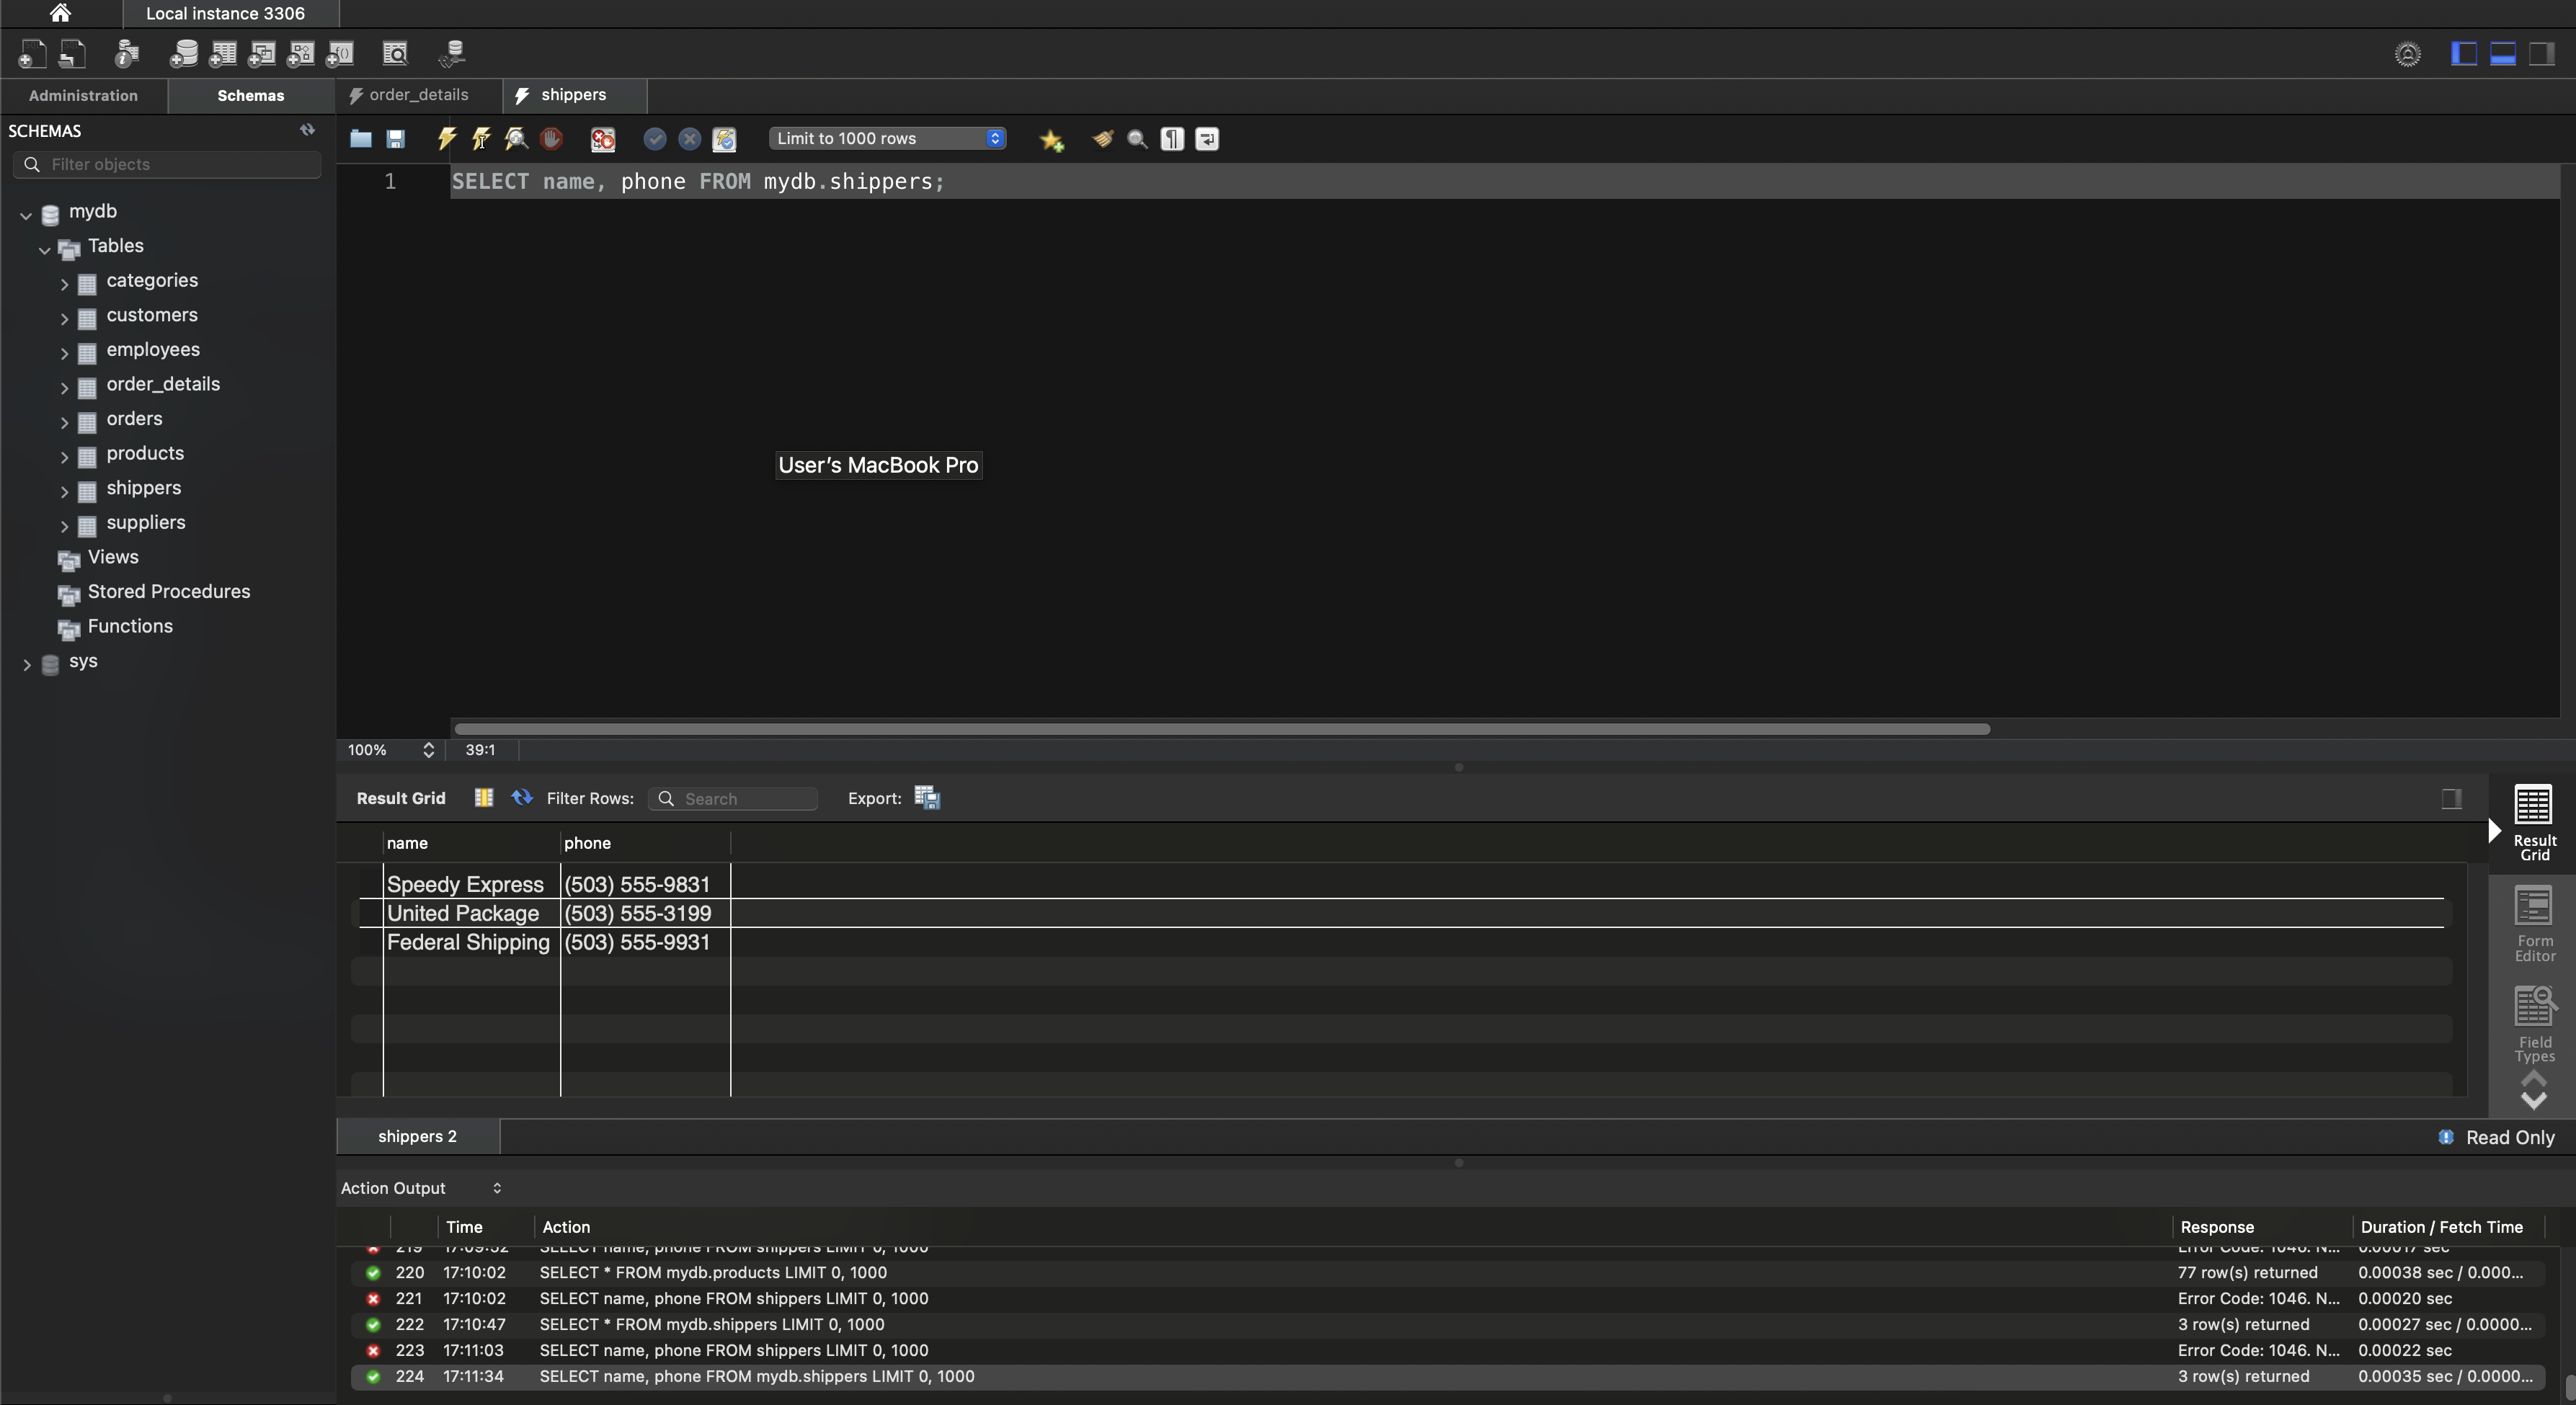 Local instance 3306
Administration
Schemas
order_details
shippers
SCHEMAS
Filter objects
Limit to 1000 rows
1
SELECT name, phone FROM mydb.shippers;
mydb
Tables
categories
customers
employees
order_details
orders
products
shippers
suppliers
Views
Stored Procedures
Functions
sys
User's MacBook Pro
100%
39:1
Result Grid
Filter Rows:
Search
Export:
name phone
Speedy Express (503) 555-9831
United Package (503) 555-3199
Federal Shipping (503) 555-9931
Result
Grid
Form
Editor
Field
Types
shippers 2
Read Only
Action Output
Time Action Response Duration / Fetch Time
219 17:09:52 SELECT name, phone FROM shippers LIMIT 0, 1000 Error Code: 1046. N... 0.00017 sec
220 17:10:02 SELECT * FROM mydb.products LIMIT 0, 1000 77 row(s) returned 0.00038 sec / 0.000...
221 17:10:02 SELECT name, phone FROM shippers LIMIT 0, 1000 Error Code: 1046. N... 0.00020 sec
222 17:10:47 SELECT * FROM mydb.shippers LIMIT 0, 1000 3 row(s) returned 0.00027 sec / 0.0000...
223 17:11:03 SELECT name, phone FROM shippers LIMIT 0, 1000 Error Code: 1046. N... 0.00022 sec
224 17:11:34 SELECT name, phone FROM mydb.shippers LIMIT 0, 1000 3 row(s) returned 0.00035 sec / 0.0000...